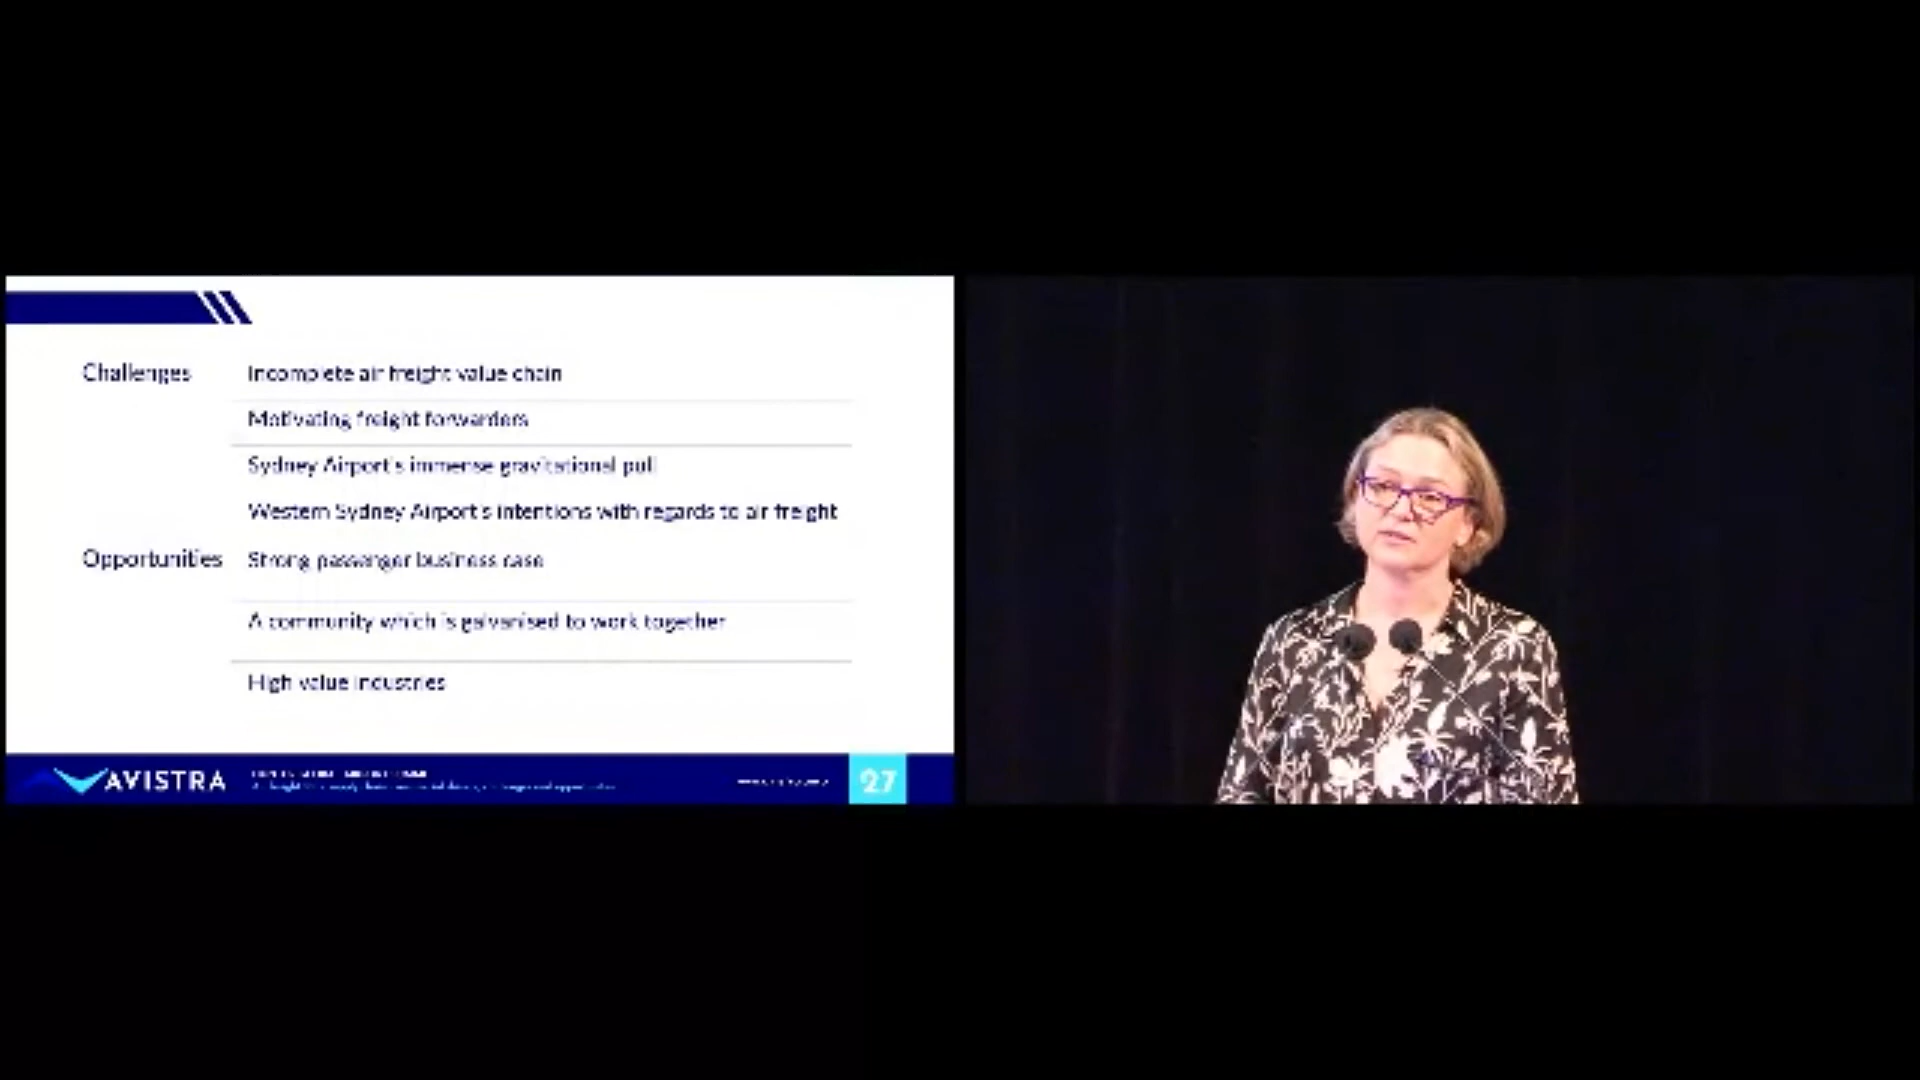 Challenges
Incomplete air freight value chain
Motivating freight forwarders
Sydney Airport's immense gravitational pull
Western Sydney Airport's intentions with regards to air freight
Opportunities
Strong passenger business case
A community which is galvanised to work together
High value industries
AVISTRA
27